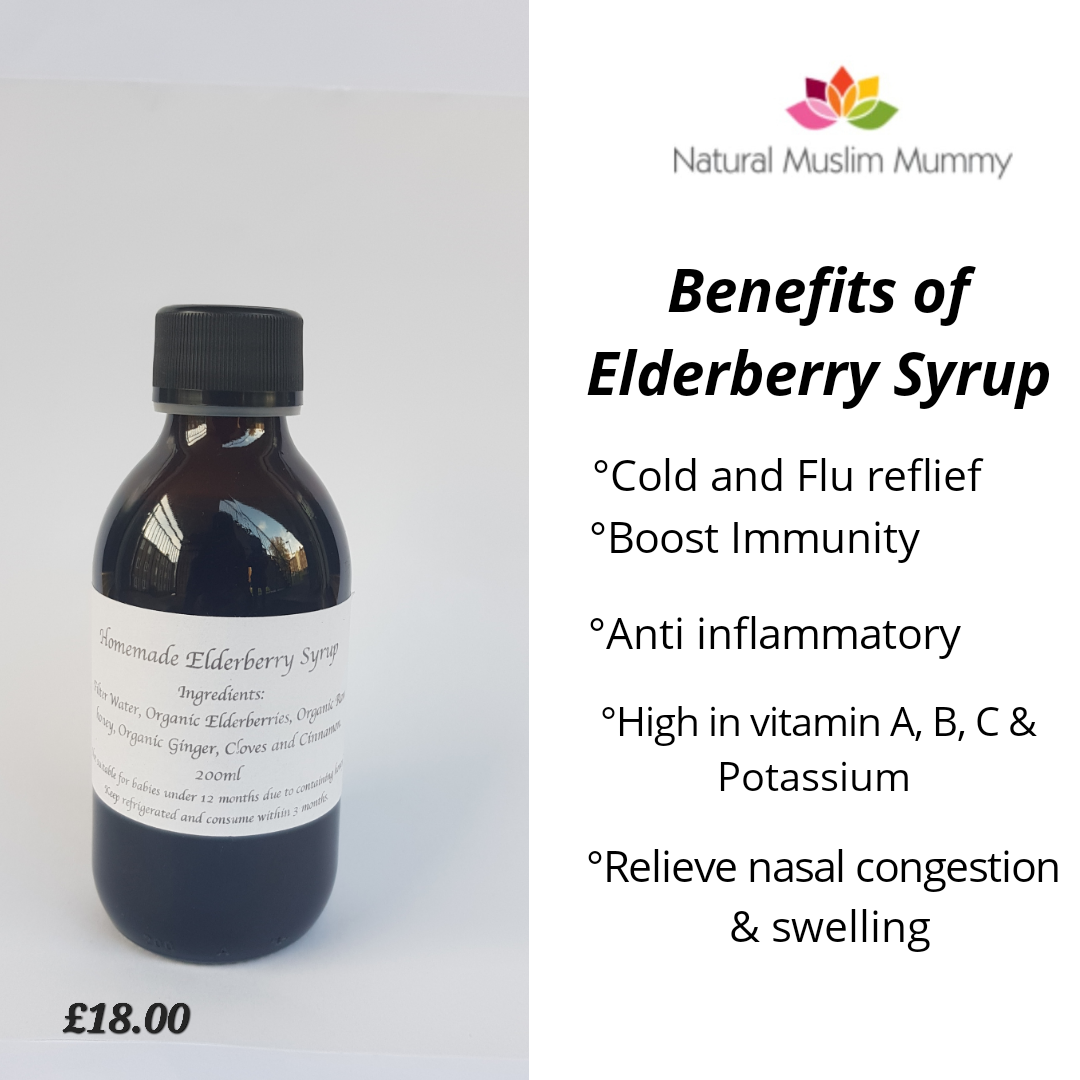 Natural Muslim Mummy
Benefits of
Elderberry Syrup
°Cold and Flu reflief
°Boost Immunity
°Anti inflammatory
°High in vitamin A, B, C &
Potassium
°Relieve nasal congestion
& swelling
Homemade Elderberry Syrup
Ingredients:
Water, Organic Elderberries, Organic
Organic Ginger, Cloves and Cinnamon
200ml
for babies under 12 months due to containing
Keep refrigerated and consume within 3 months.
£18.00